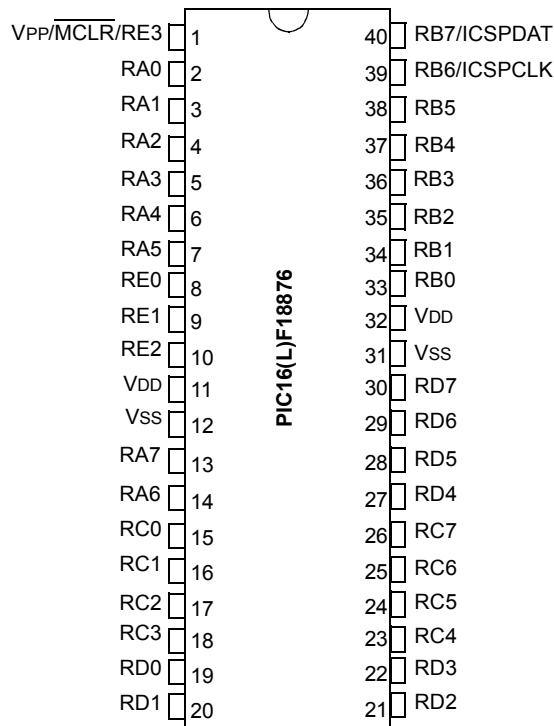 VPP/MCLR/RE3 1 40 RB7/ICSPDAT
RA0 2 39 RB6/ICSPCLK
RA1 3 38 RB5
RA2 4 37 RB4
RA3 5 36 RB3
RA4 6 35 RB2
RA5 7 34 RB1
RE0 8 33 RB0
RE1 9 32 VDD
RE2 10 31 VSS
VDD 11 30 RD7
VSS 12 29 RD6
RA7 13 28 RD5
RA6 14 27 RD4
RC0 15 26 RC7
RC1 16 25 RC6
RC2 17 24 RC5
RC3 18 23 RC4
RD0 19 22 RD3
RD1 20 21 RD2
PIC16(L)F18876